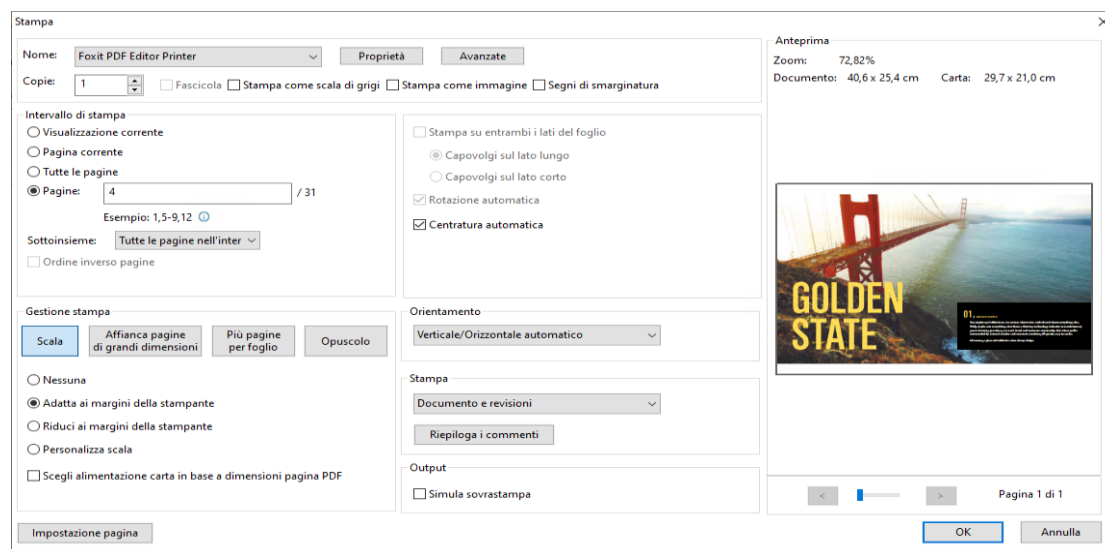 Stampa
Nome:
Foxit PDF Editor Printer
Proprietà
Avanzate
Copie:
1
Fascicola
Stampa come scala di grigi
Stampa come immagine
Segni di smarginatura
Intervallo di stampa
Visualizzazione corrente
Pagina corrente
Tutte le pagine
Pagine:
4
/ 31
Esempio: 1,5-9,12
Sottoinsieme:
Tutte le pagine nell'inter
Ordine inverso pagine
Stampa su entrambi i lati del foglio
Capovolgi sul lato lungo
Capovolgi sul lato corto
Rotazione automatica
Centratura automatica
Gestione stampa
Scala
Affianca pagine
di grandi dimensioni
Più pagine
per foglio
Opuscolo
Nessuna
Adatta ai margini della stampante
Riduci ai margini della stampante
Personalizza scala
Scegli alimentazione carta in base a dimensioni pagina PDF
Orientamento
Verticale/Orizzontale automatico
Stampa
Documento e revisioni
Riepiloga i commenti
Output
Simula sovrastampa
Anteprima
Zoom: 72,82%
Documento: 40,6 x 25,4 cm Carta: 29,7 x 21,0 cm
GOLDEN
STATE
01
<
>
Pagina 1 di 1
Impostazione pagina
OK
Annulla